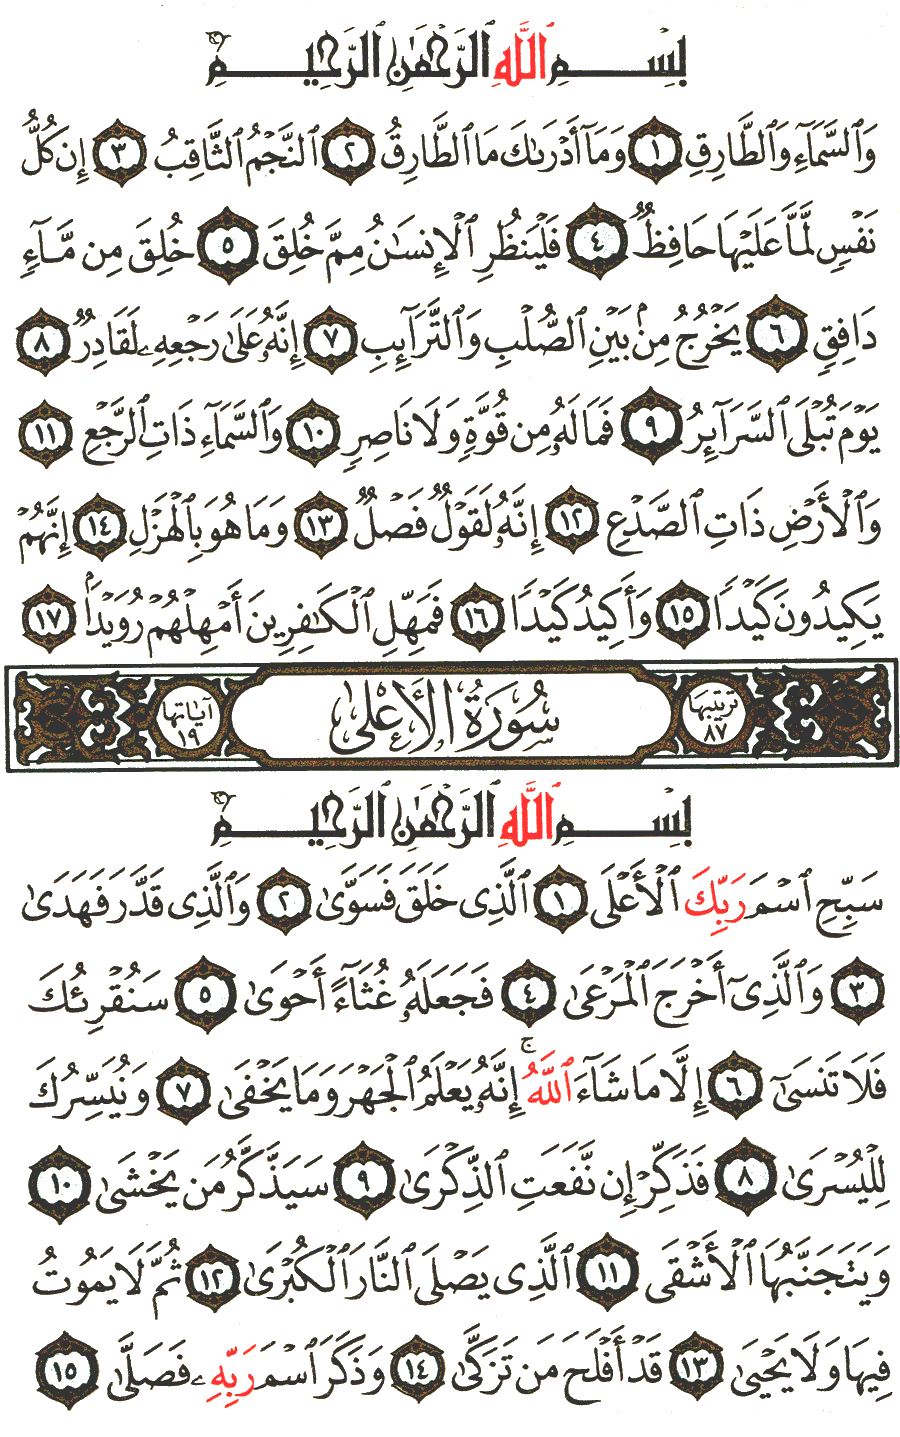 بِسْمِ ٱللَّهِ ٱلرَّحْمَٰنِ ٱلرَّحِيمِ
وَٱلسَّمَآءِ وَٱلطَّارِقِ ١ وَمَآ أَدْرَىٰكَ مَا ٱلطَّارِقُ ٢ ٱلنَّجْمُ ٱلثَّاقِبُ ٣ إِن كُلُّ
نَفْسٍ لَّمَّا عَلَيْهَا حَافِظٌ ٤ فَلْيَنظُرِ ٱلْإِنسَٰنُ مِمَّ خُلِقَ ٥ خُلِقَ مِن مَّآءٍ
دَافِقٍ ٦ يَخْرُجُ مِنۢ بَيْنِ ٱلصُّلْبِ وَٱلتَّرَآئِبِ ٧ إِنَّهُۥ عَلَىٰ رَجْعِهِۦ لَقَادِرٌ ٨
يَوْمَ تُبْلَى ٱلسَّرَآئِرُ ٩ فَمَا لَهُۥ مِن قُوَّةٍ وَلَا نَاصِرٍ ١٠ وَٱلسَّمَآءِ ذَاتِ ٱلرَّجْعِ ١١
وَٱلْأَرْضِ ذَاتِ ٱلصَّدْعِ ١٢ إِنَّهُۥ لَقَوْلٌ فَصْلٌ ١٣ وَمَا هُوَ بِٱلْهَزْلِ ١٤ إِنَّهُمْ
يَكِيدُونَ كَيْدًا ١٥ وَأَكِيدُ كَيْدًا ١٦ فَمَهِّلِ ٱلْكَٰفِرِينَ أَمْهِلْهُمْ رُوَيْدًۢا ١٧
ترتيبها ٨٧ سُورَةُ الأَعْلىٰ آياتها ١٩
بِسْمِ ٱللَّهِ ٱلرَّحْمَٰنِ ٱلرَّحِيمِ
سَبِّحِ ٱسْمَ رَبِّكَ ٱلْأَعْلَى ١ ٱلَّذِى خَلَقَ فَسَوَّىٰ ٢ وَٱلَّذِى قَدَّرَ فَهَدَىٰ
٣ وَٱلَّذِىٓ أَخْرَجَ ٱلْمَرْعَىٰ ٤ فَجَعَلَهُۥ غُثَآءً أَحْوَىٰ ٥ سَنُقْرِئُكَ
فَلَا تَنسَىٰٓ ٦ إِلَّا مَا شَآءَ ٱللَّهُ ۚ إِنَّهُۥ يَعْلَمُ ٱلْجَهْرَ وَمَا يَخْفَىٰ ٧ وَنُيَسِّرُكَ
لِلْيُسْرَىٰ ٨ فَذَكِّرْ إِن نَّفَعَتِ ٱلذِّكْرَىٰ ٩ سَيَذَّكَّرُ مَن يَخْشَىٰ ١٠
وَيَتَجَنَّبُهَا ٱلْأَشْقَى ١١ ٱلَّذِى يَصْلَى ٱلنَّارَ ٱلْكُبْرَىٰ ١٢ ثُمَّ لَا يَمُوتُ
فِيهَا وَلَا يَحْيَىٰ ١٣ قَدْ أَفْلَحَ مَن تَزَكَّىٰ ١٤ وَذَكَرَ ٱسْمَ رَبِّهِۦ فَصَلَّىٰ ١٥